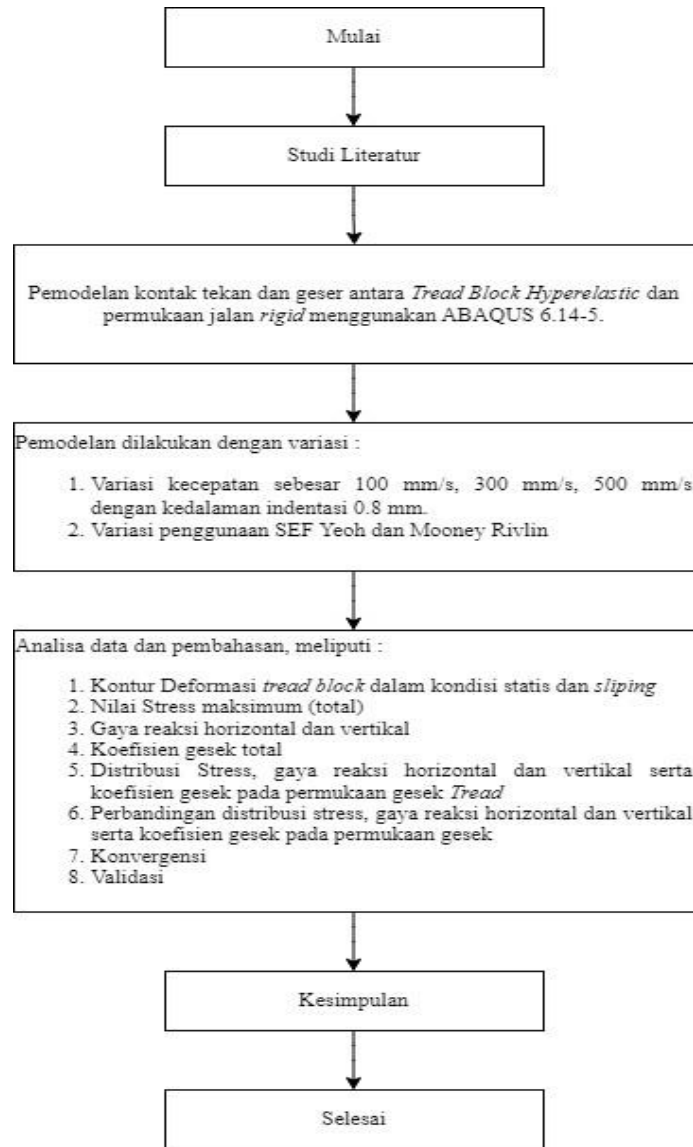 Mulai
Studi Literatur
Pemodelan kontak tekan dan geser antara Tread Block Hyperelastic dan
permukaan jalan rigid menggunakan ABAQUS 6.14-5.
Pemodelan dilakukan dengan variasi :
1. Variasi kecepatan sebesar 100 mm/s, 300 mm/s, 500 mm/s
dengan kedalaman indentasi 0.8 mm.
2. Variasi penggunaan SEF Yeoh dan Mooney Rivlin
Analisa data dan pembahasan, meliputi :
1. Kontur Deformasi tread block dalam kondisi statis dan sliping
2. Nilai Stress maksimum (total)
3. Gaya reaksi horizontal dan vertikal
4. Koefisien gesek total
5. Distribusi Stress, gaya reaksi horizontal dan vertikal serta
koefisien gesek pada permukaan gesek Tread
6. Perbandingan distribusi stress, gaya reaksi horizontal dan vertikal
serta koefisien gesek pada permukaan gesek
7. Konvergensi
8. Validasi
Kesimpulan
Selesai